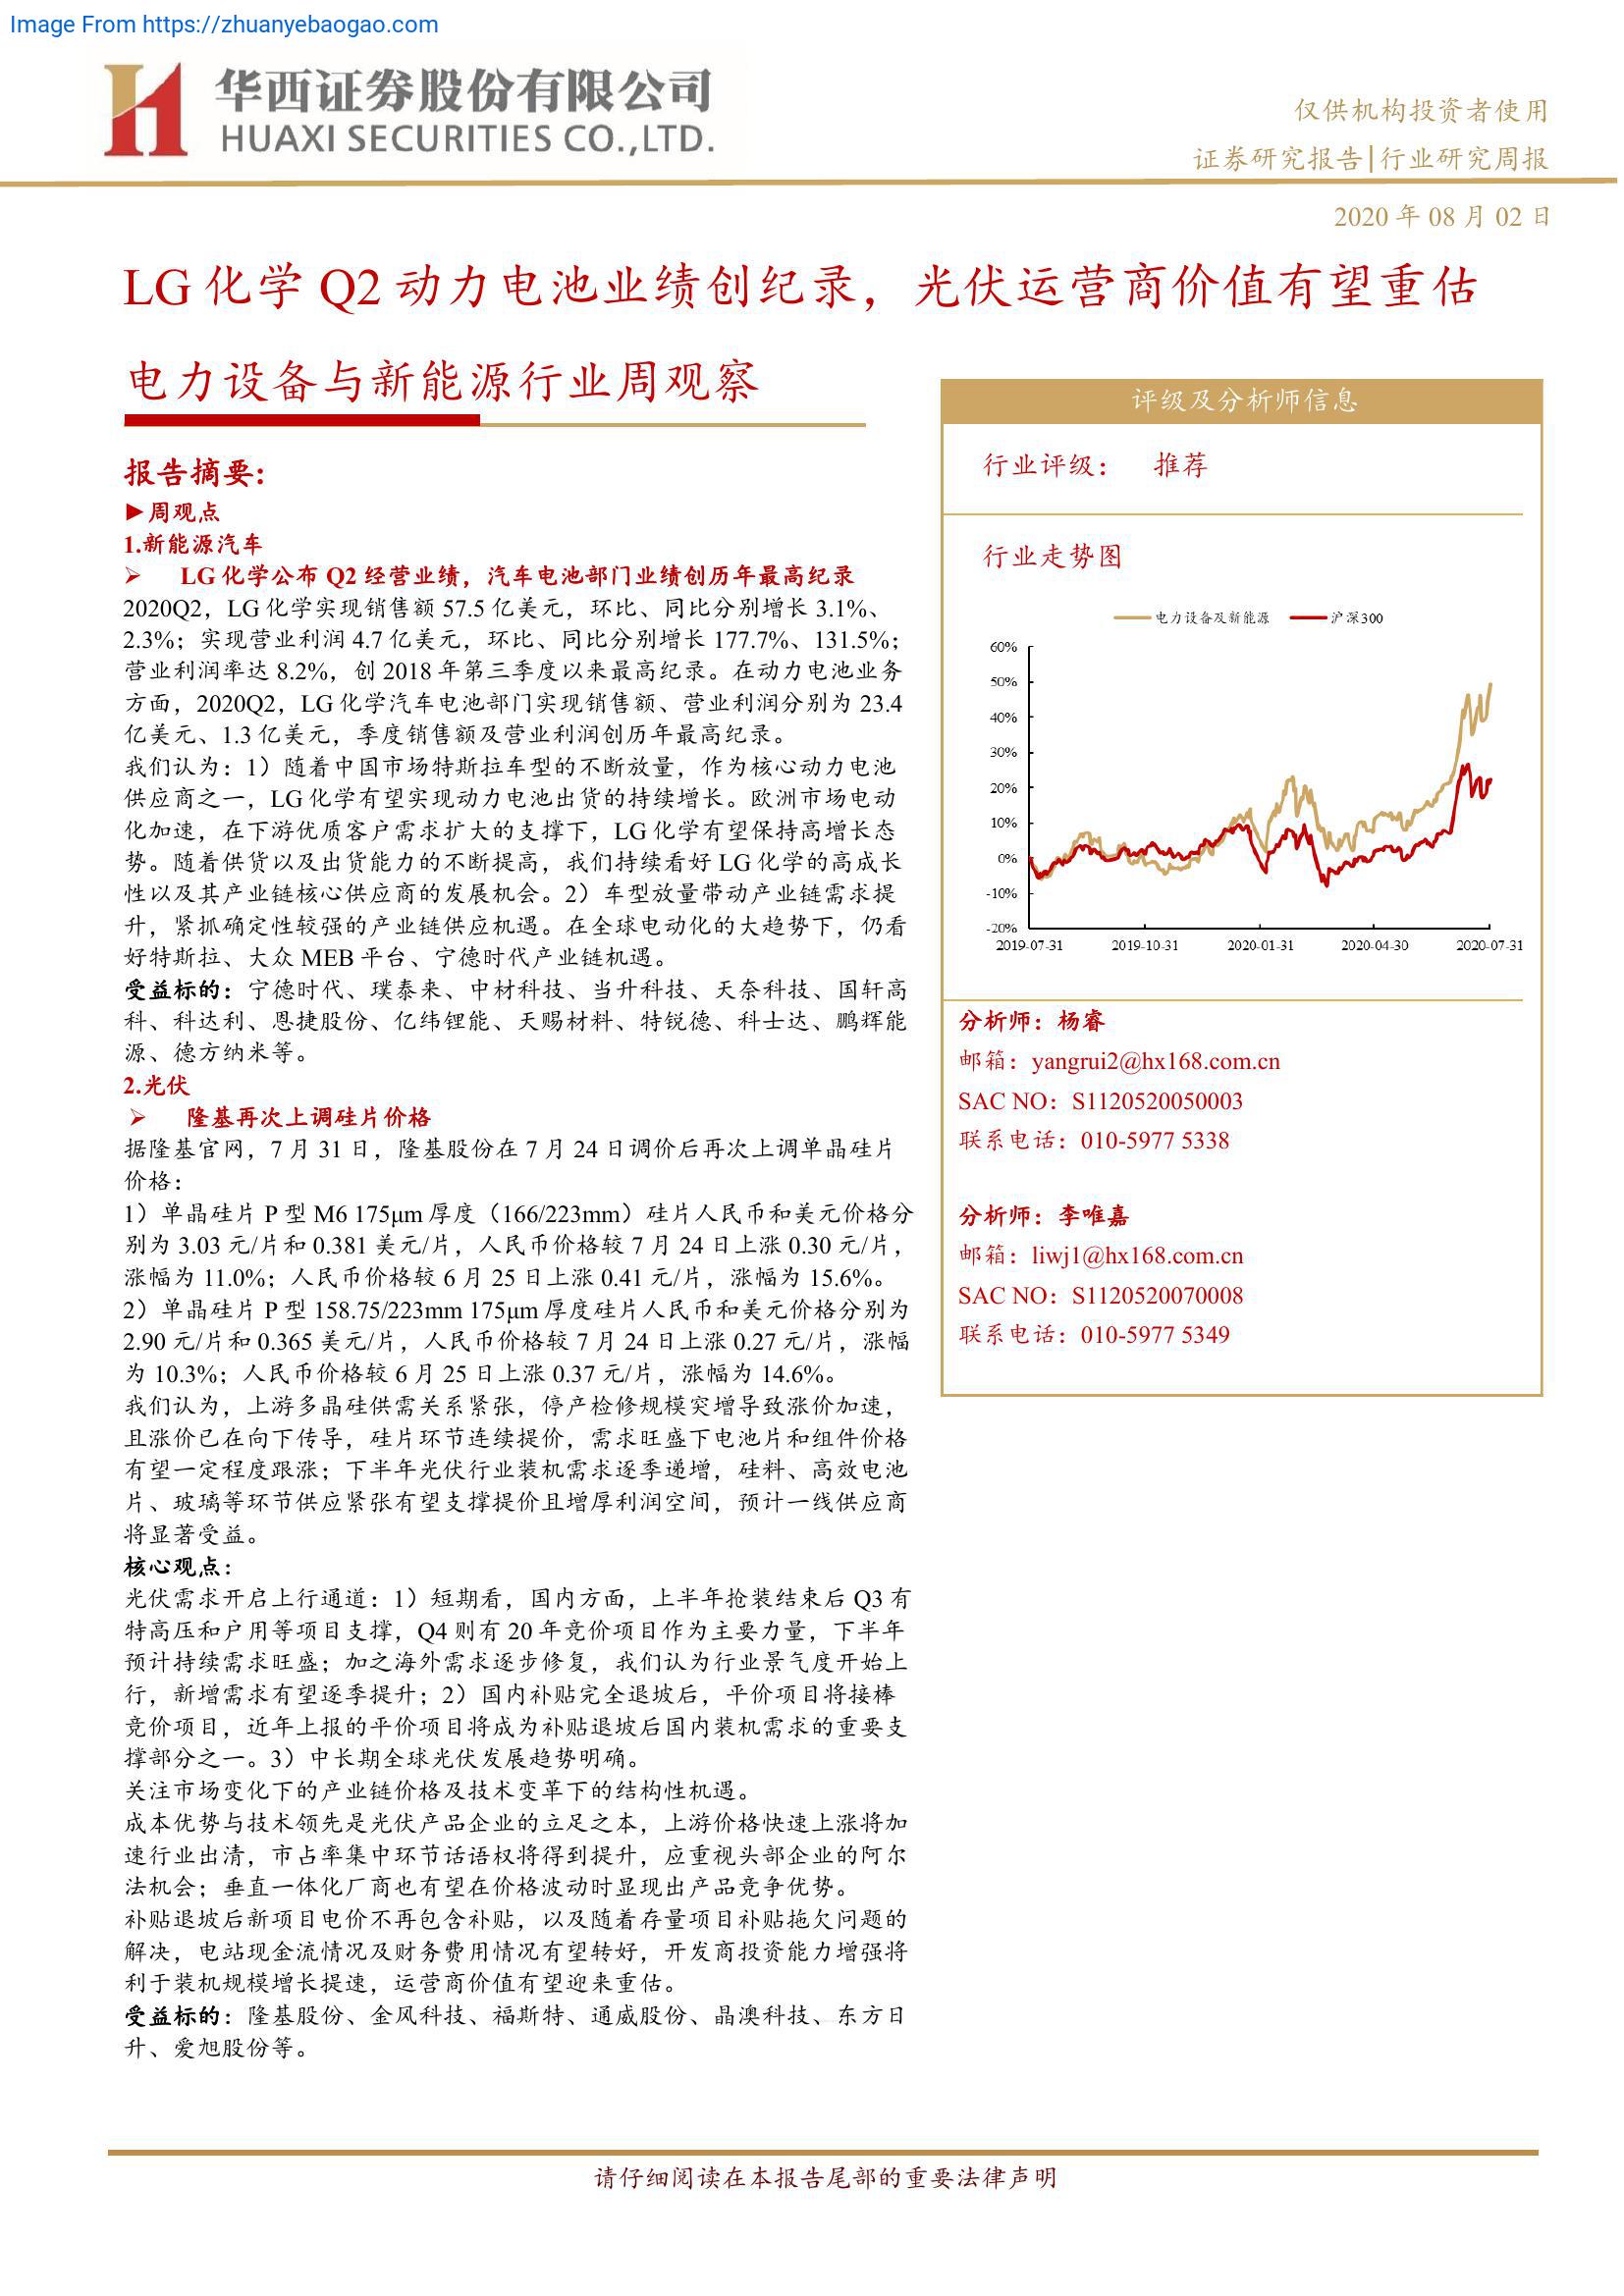 Image From https://zhuanyebaogao.com
华西证券股份有限公司
HUAXI SECURITIES CO.,LTD.
仅供机构投资者使用
证券研究报告|行业研究周报
2020 年 08 月 02 日
LG 化学 Q2 动力电池业绩创纪录，光伏运营商价值有望重估
电力设备与新能源行业周观察
报告摘要:
►周观点
1.新能源汽车
➢ LG 化学公布 Q2 经营业绩，汽车电池部门业绩创历年最高纪录
2020Q2，LG 化学实现销售额 57.5 亿美元，环比、同比分别增长 3.1%、
2.3%；实现营业利润 4.7 亿美元，环比、同比分别增长 177.7%、131.5%；
营业利润率达 8.2%，创 2018 年第三季度以来最高纪录。在动力电池业务
方面，2020Q2，LG 化学汽车电池部门实现销售额、营业利润分别为 23.4
亿美元、1.3 亿美元，季度销售额及营业利润创历年最高纪录。
我们认为：1）随着中国市场特斯拉车型的不断放量，作为核心动力电池
供应商之一，LG 化学有望实现动力电池出货的持续增长。欧洲市场电动
化加速，在下游优质客户需求扩大的支撑下，LG 化学有望保持高增长态
势。随着供货以及出货能力的不断提高，我们持续看好 LG 化学的高成长
性以及其产业链核心供应商的发展机会。2）车型放量带动产业链需求提
升，紧抓确定性较强的产业链供应机遇。在全球电动化的大趋势下，仍看
好特斯拉、大众 MEB 平台、宁德时代产业链机遇。
受益标的：宁德时代、璞泰来、中材科技、当升科技、天奈科技、国轩高
科、科达利、恩捷股份、亿纬锂能、天赐材料、特锐德、科士达、鹏辉能
源、德方纳米等。
2.光伏
➢ 隆基再次上调硅片价格
据隆基官网，7 月 31 日，隆基股份在 7 月 24 日调价后再次上调单晶硅片
价格：
1）单晶硅片 P 型 M6 175μm 厚度（166/223mm）硅片人民币和美元价格分
别为 3.03 元/片和 0.381 美元/片，人民币价格较 7 月 24 日上涨 0.30 元/片，
涨幅为 11.0%；人民币价格较 6 月 25 日上涨 0.41 元/片，涨幅为 15.6%。
2）单晶硅片 P 型 158.75/223mm 175μm 厚度硅片人民币和美元价格分别为
2.90 元/片和 0.365 美元/片，人民币价格较 7 月 24 日上涨 0.27 元/片，涨幅
为 10.3%；人民币价格较 6 月 25 日上涨 0.37 元/片，涨幅为 14.6%。
我们认为，上游多晶硅供需关系紧张，停产检修规模突增导致涨价加速，
且涨价已在向下传导，硅片环节连续提价，需求旺盛下电池片和组件价格
有望一定程度跟涨；下半年光伏行业装机需求逐季递增，硅料、高效电池
片、玻璃等环节供应紧张有望支撑提价且增厚利润空间，预计一线供应商
将显著受益。
核心观点：
光伏需求开启上行通道：1）短期看，国内方面，上半年抢装结束后 Q3 有
特高压和户用等项目支撑，Q4 则有 20 年竞价项目作为主要力量，下半年
预计持续需求旺盛；加之海外需求逐步修复，我们认为行业景气度开始上
行，新增需求有望逐季提升；2）国内补贴完全退坡后，平价项目将接棒
竞价项目，近年上报的平价项目将成为补贴退坡后国内装机需求的重要支
撑部分之一。3）中长期全球光伏发展趋势明确。
关注市场变化下的产业链价格及技术变革下的结构性机遇。
成本优势与技术领先是光伏产品企业的立足之本，上游价格快速上涨将加
速行业出清，市占率集中环节话语权将得到提升，应重视头部企业的阿尔
法机会；垂直一体化厂商也有望在价格波动时显现出产品竞争优势。
补贴退坡后新项目电价不再包含补贴，以及随着存量项目补贴拖欠问题的
解决，电站现金流情况及财务费用情况有望转好，开发商投资能力增强将
利于装机规模增长提速，运营商价值有望迎来重估。
受益标的：隆基股份、金风科技、福斯特、通威股份、晶澳科技、东方日
升、爱旭股份等。
评级及分析师信息
行业评级： 推荐
行业走势图
电力设备及新能源 沪深300
60%
50%
40%
30%
20%
10%
0%
-10%
-20%
2019-07-31 2019-10-31 2020-01-31 2020-04-30 2020-07-31
分析师：杨睿
邮箱：yangrui2@hx168.com.cn
SAC NO：S1120520050003
联系电话：010-5977 5338
分析师：李唯嘉
邮箱：liwj1@hx168.com.cn
SAC NO：S1120520070008
联系电话：010-5977 5349
请仔细阅读在本报告尾部的重要法律声明